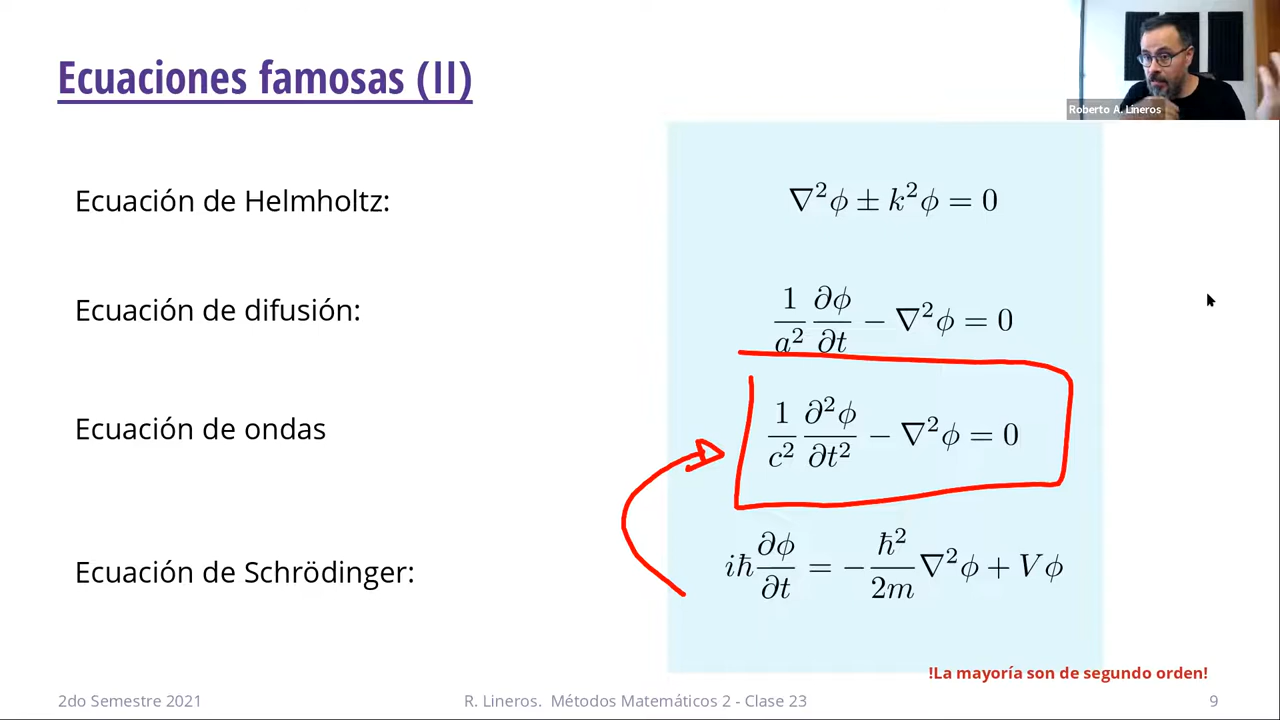 Ecuaciones famosas (II)
Roberto A. Lineros
Ecuación de Helmholtz:
∇²ϕ ± k²ϕ = 0
Ecuación de difusión:
1/a² ∂ϕ/∂t − ∇²ϕ = 0
Ecuación de ondas
1/c² ∂²ϕ/∂t² − ∇²ϕ = 0
Ecuación de Schrödinger:
iħ ∂ϕ/∂t = −ħ²/2m ∇²ϕ + Vϕ
!La mayoría son de segundo orden!
2do Semestre 2021
R. Lineros. Métodos Matemáticos 2 - Clase 23
9